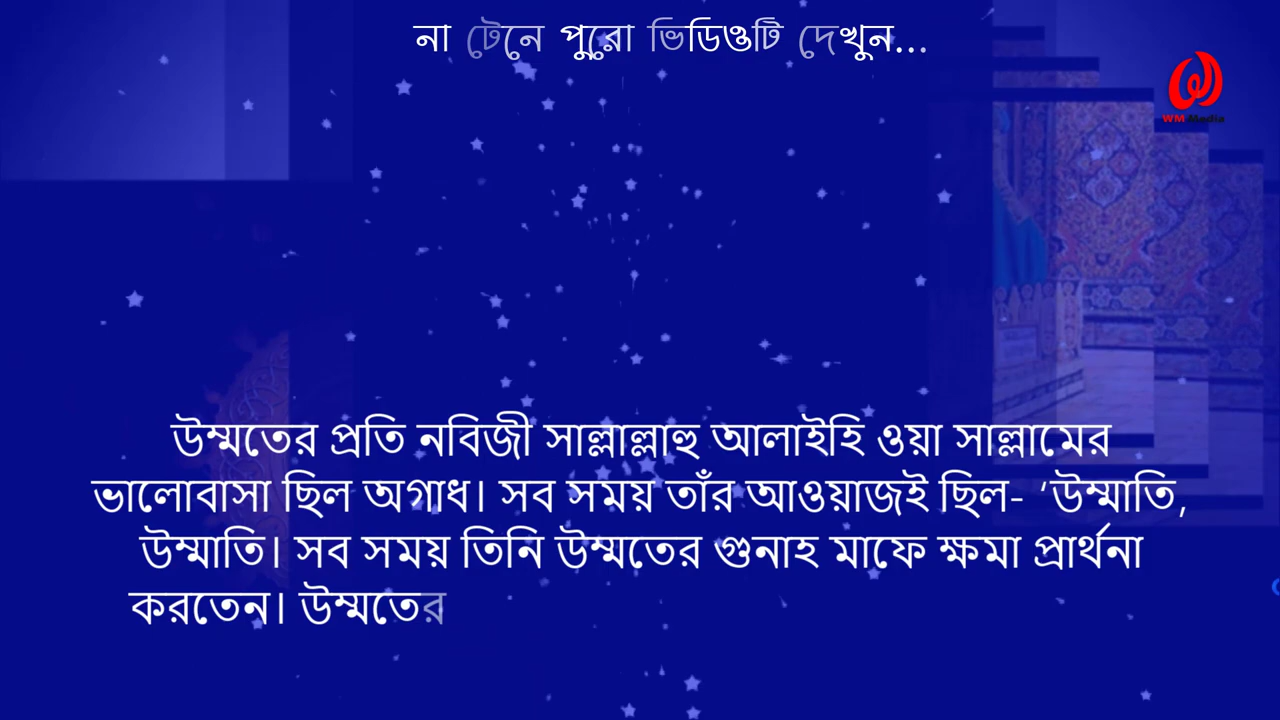 না টেনে পুরো ভিডিওটি দেখুন...
WM Media
উম্মতের প্রতি নবিজী সাল্লাল্লাহু আলাইহি ওয়া সাল্লামের
ভালোবাসা ছিল অগাধ। সব সময় তাঁর আওয়াজই ছিল- ‘উম্মাতি,
উম্মাতি। সব সময় তিনি উম্মতের গুনাহ মাফে ক্ষমা প্রার্থনা
করতেন। উম্মতের